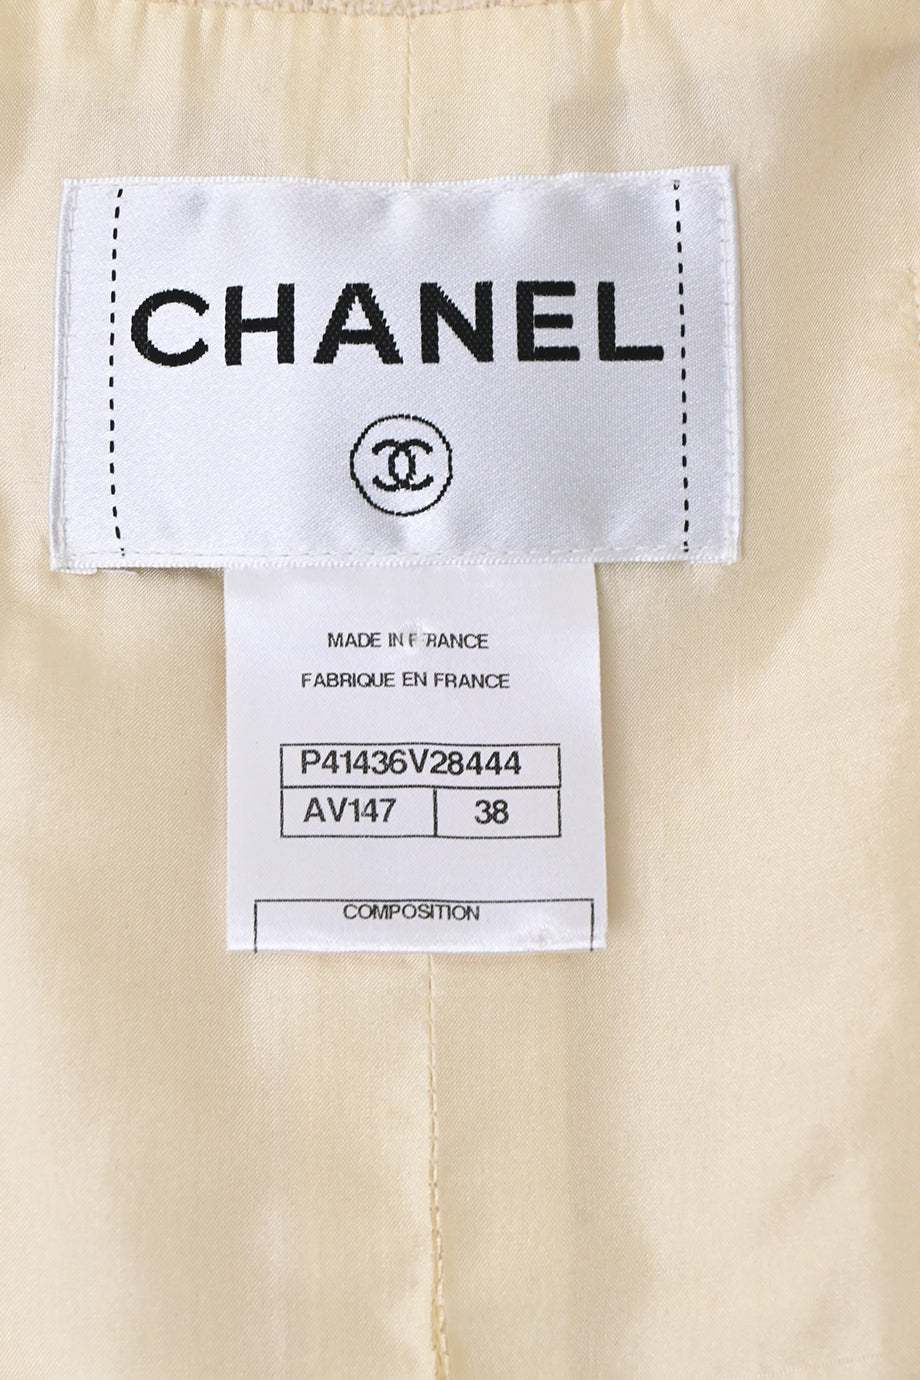 CHANEL
MADE IN FRANCE
FABRIQUE EN FRANCE
P41436V28444
AV147 38
COMPOSITION